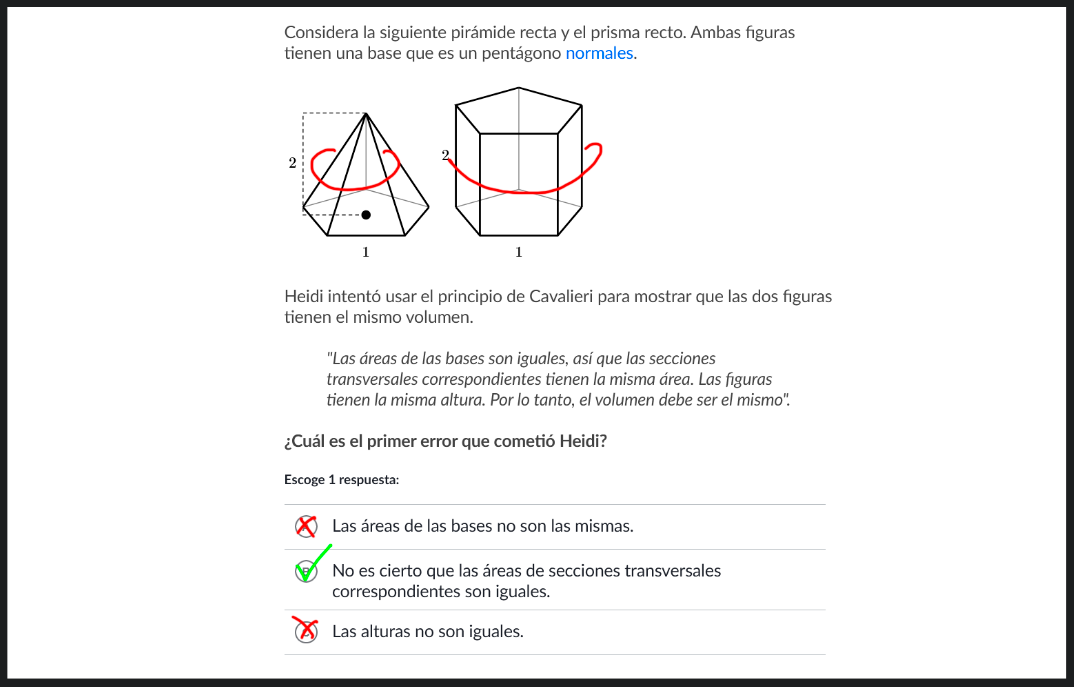 Considera la siguiente pirámide recta y el prisma recto. Ambas figuras
tienen una base que es un pentágono normales.
2
2
1
1
Heidi intentó usar el principio de Cavalieri para mostrar que las dos figuras
tienen el mismo volumen.
"Las áreas de las bases son iguales, así que las secciones
transversales correspondientes tienen la misma área. Las figuras
tienen la misma altura. Por lo tanto, el volumen debe ser el mismo".
¿Cuál es el primer error que cometió Heidi?
Escoge 1 respuesta:
Las áreas de las bases no son las mismas.
No es cierto que las áreas de secciones transversales
correspondientes son iguales.
Las alturas no son iguales.